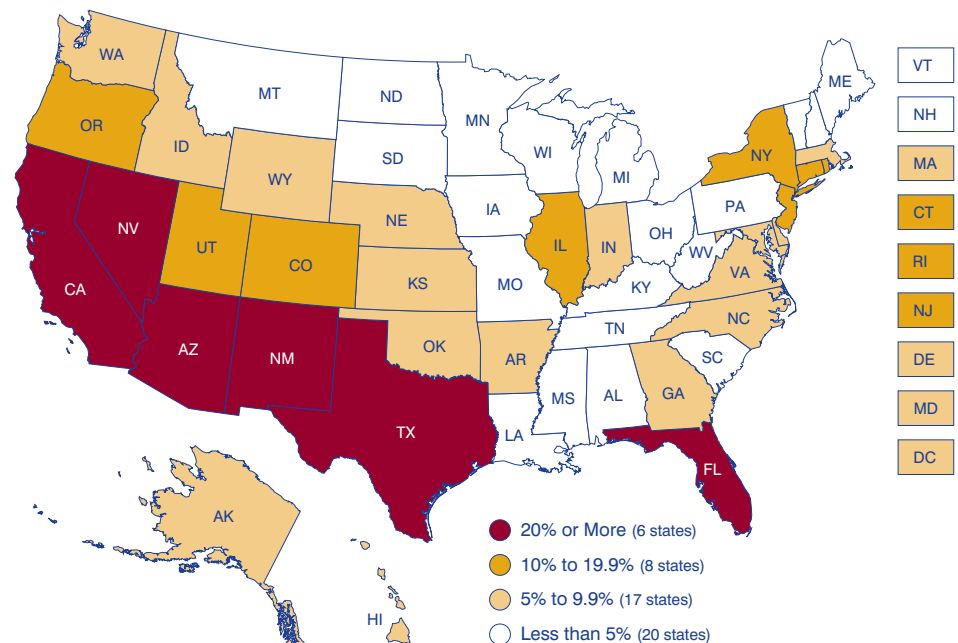 WA
MT
ND
MN
ME
VT
OR
ID
SD
WI
MI
NY
NH
WY
IA
MA
NV
UT
CO
NE
IL
IN
OH
PA
CT
CA
KS
MO
KY
WV
VA
RI
AZ
NM
OK
AR
TN
NC
NJ
TX
LA
MS
AL
GA
SC
DE
MD
FL
DC
AK
HI
20% or More (6 states)
10% to 19.9% (8 states)
5% to 9.9% (17 states)
Less than 5% (20 states)